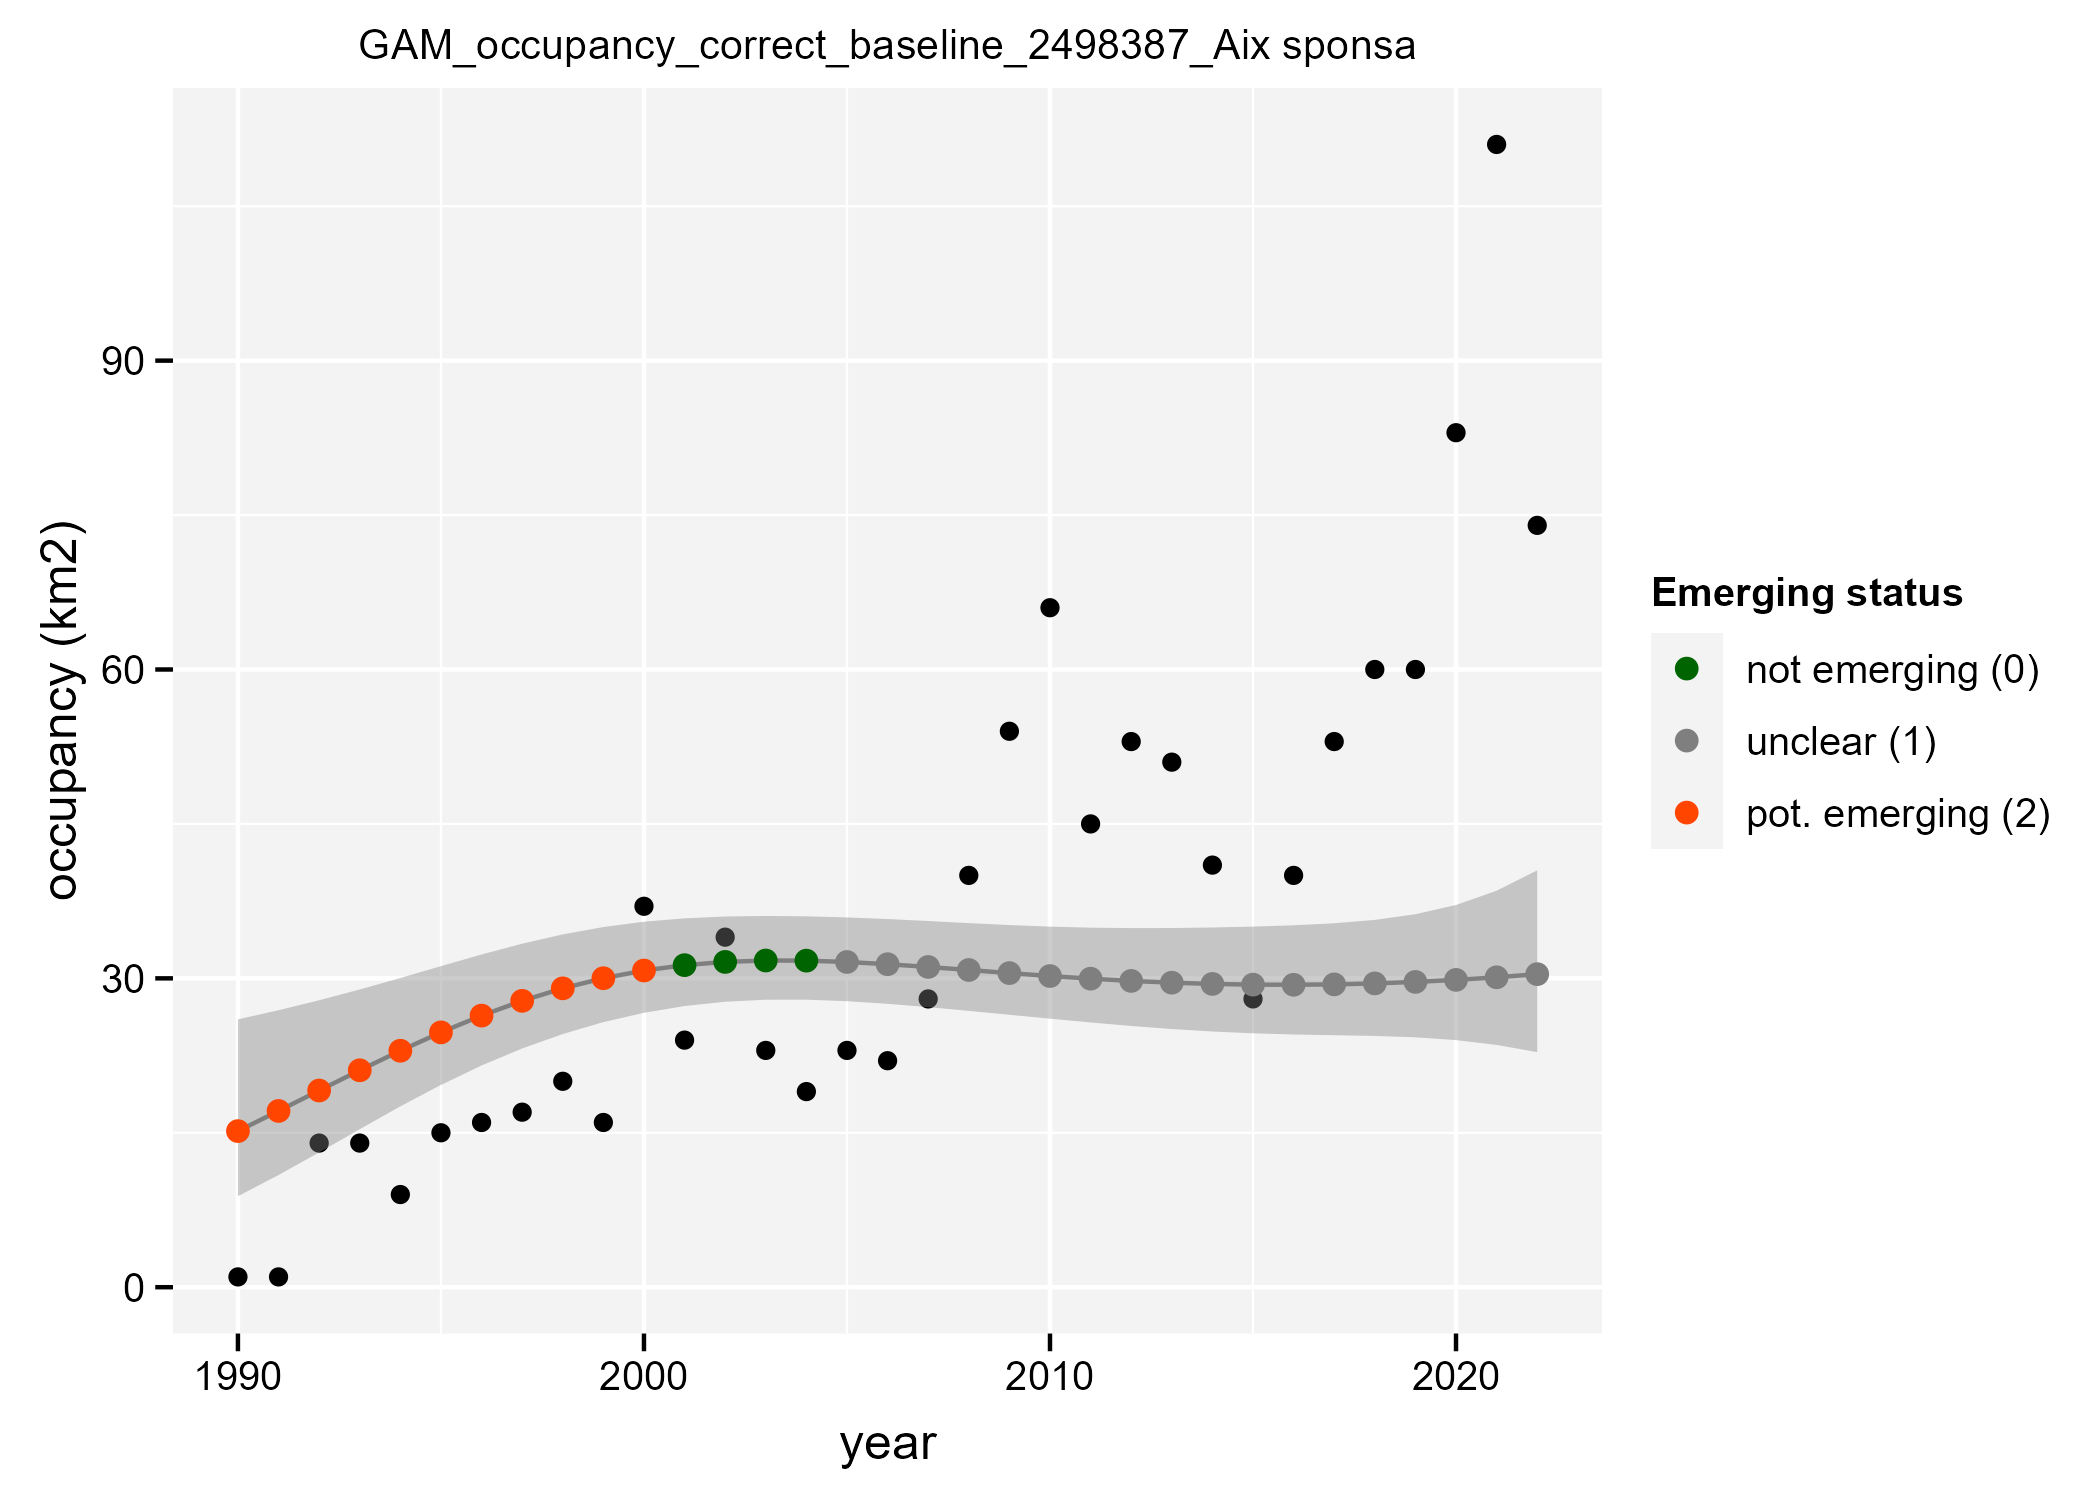 GAM_occupancy_correct_baseline_2498387_Aix sponsa
occupancy (km2)
90
60
30
0
1990
2000
2010
2020
year
Emerging status
not emerging (0)
unclear (1)
pot. emerging (2)